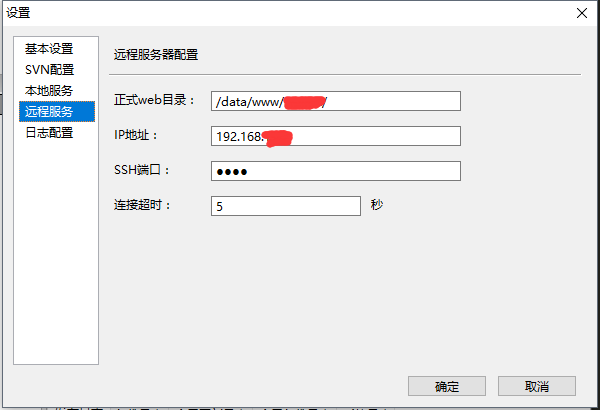 设置
基本设置
SVN配置
本地服务
远程服务
日志配置
远程服务器配置
正式web目录： /data/www/ /
IP地址： 192.168.
SSH端口： ●●●●
连接超时： 5 秒
确定 取消